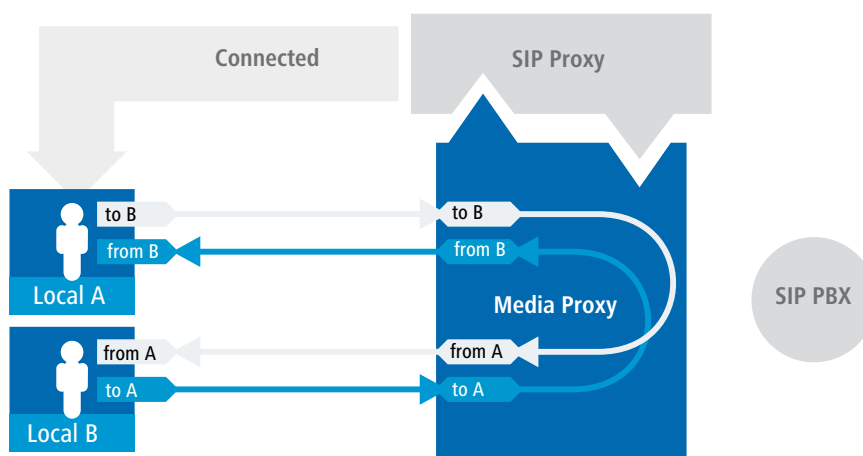 Connected
SIP Proxy
to B
from B
Local A
to B
from B
Media Proxy
SIP PBX
from A
to A
Local B
from A
to A